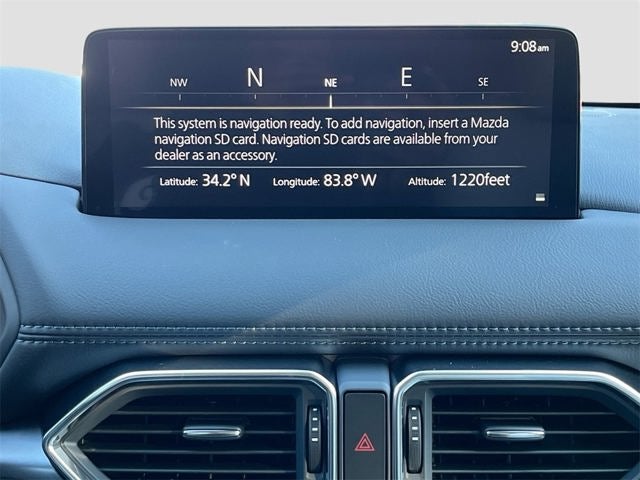 9:08am
NW N NE E SE
This system is navigation ready. To add navigation, insert a Mazda
navigation SD card. Navigation SD cards are available from your
dealer as an accessory.
Latitude: 34.2° N Longitude: 83.8° W Altitude: 1220feet